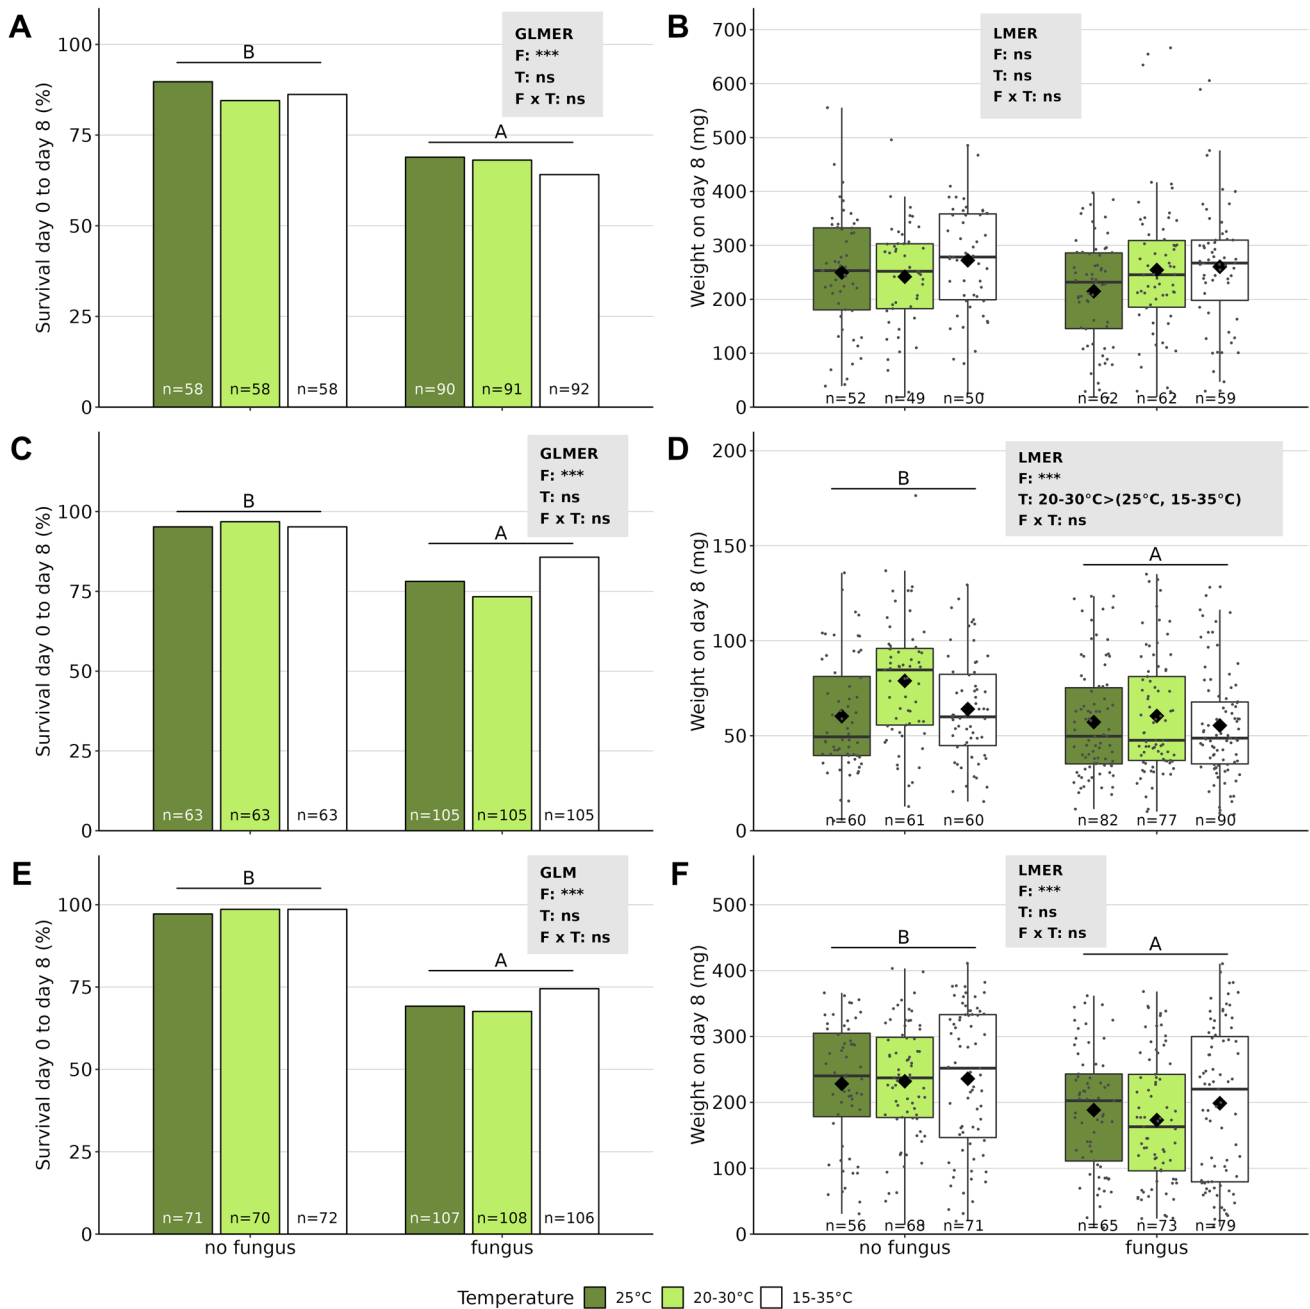 A
GLMER
F: ***
T: ns
F x T: ns
Survival day 0 to day 8 (%)
100
75
50
25
0
B
A
n=58
n=58
n=58
n=90
n=91
n=92
B
LMER
F: ns
T: ns
F x T: ns
Weight on day 8 (mg)
700
600
500
400
300
200
100
0
n=52
n=49
n=50
n=62
n=62
n=59
C
GLMER
F: ***
T: ns
F x T: ns
Survival day 0 to day 8 (%)
100
75
50
25
0
B
A
n=63
n=63
n=63
n=105
n=105
n=105
D
LMER
F: ***
T: 20-30°C>(25°C, 15-35°C)
F x T: ns
Weight on day 8 (mg)
200
150
100
50
0
B
A
n=60
n=61
n=60
n=82
n=77
n=90
E
GLM
F: ***
T: ns
F x T: ns
Survival day 0 to day 8 (%)
100
75
50
25
0
B
A
n=71
n=70
n=72
n=107
n=108
n=106
no fungus
fungus
F
LMER
F: ***
T: ns
F x T: ns
Weight on day 8 (mg)
500
400
300
200
100
0
B
A
n=56
n=68
n=71
n=65
n=73
n=79
no fungus
fungus
Temperature 25°C 20-30°C 15-35°C